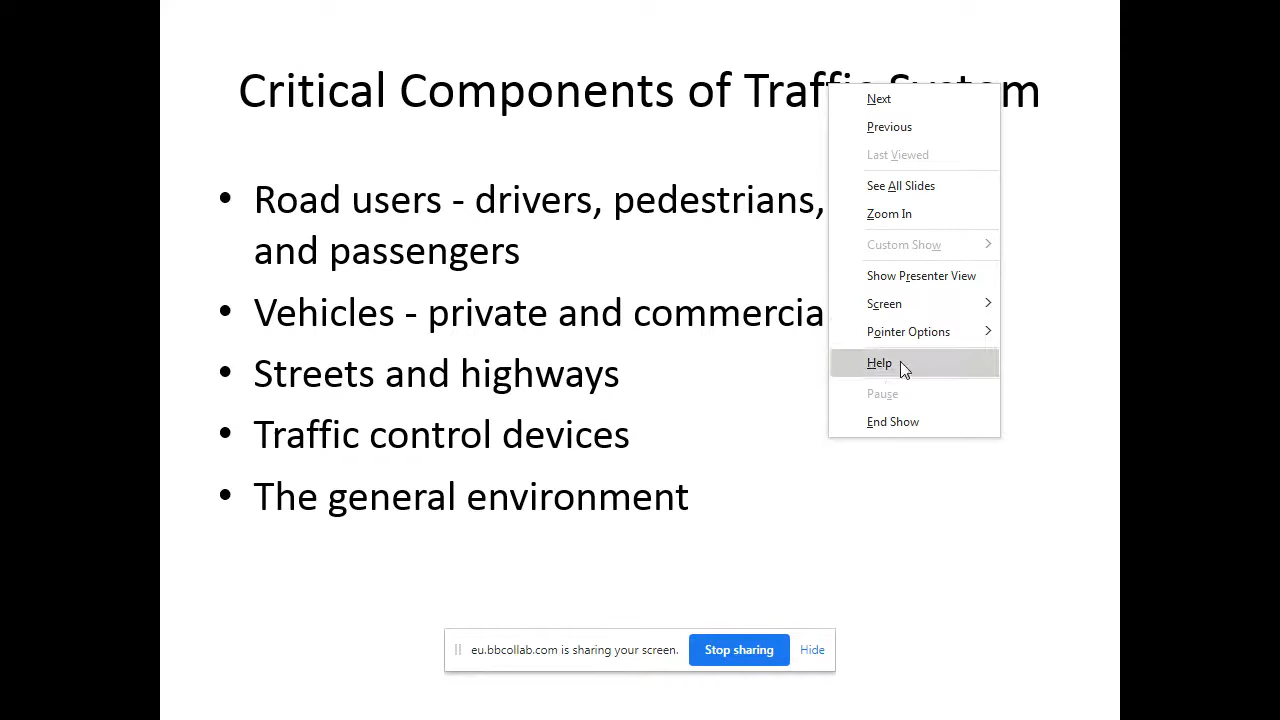 Critical Components of Traffic System
• Road users - drivers, pedestrians,
and passengers
• Vehicles - private and commercia
• Streets and highways
• Traffic control devices
• The general environment
Next
Previous
Last Viewed
See All Slides
Zoom In
Custom Show
Show Presenter View
Screen
Pointer Options
Help
Pause
End Show
eu.bbcollab.com is sharing your screen. Stop sharing Hide